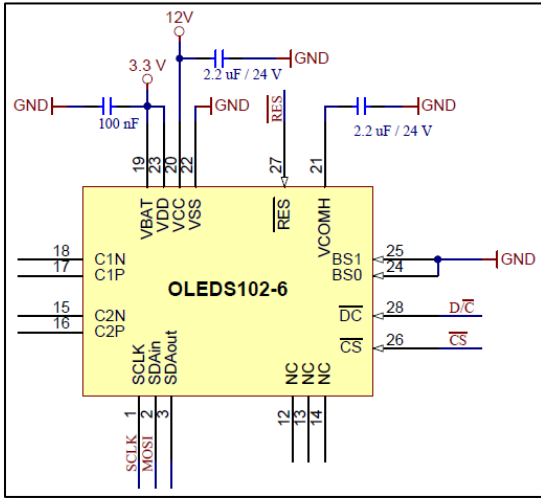 12V
3.3 V
GND
GND
2.2 uF / 24 V
GND
100 nF
RES
GND
2.2 uF / 24 V
19
23
20
22
27
21
VBAT
VDD
VCC
VSS
RES
VCOMH
18
C1N
17
C1P
BS1
25
BS0
24
GND
OLEDS102-6
15
C2N
16
C2P
DC
28
D/C
CS
26
CS
SCLK
SDAin
SDAout
NC
NC
NC
1
2
3
12
13
14
SCLK
MOSI